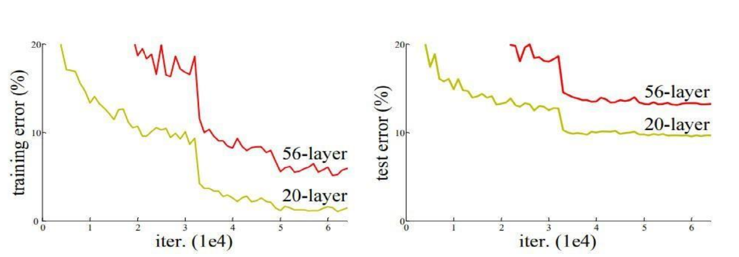 20
10
0
training error (%)
56-layer
20-layer
0 1 2 3 4 5 6
iter. (1e4)
20
10
0
test error (%)
56-layer
20-layer
0 1 2 3 4 5 6
iter. (1e4)